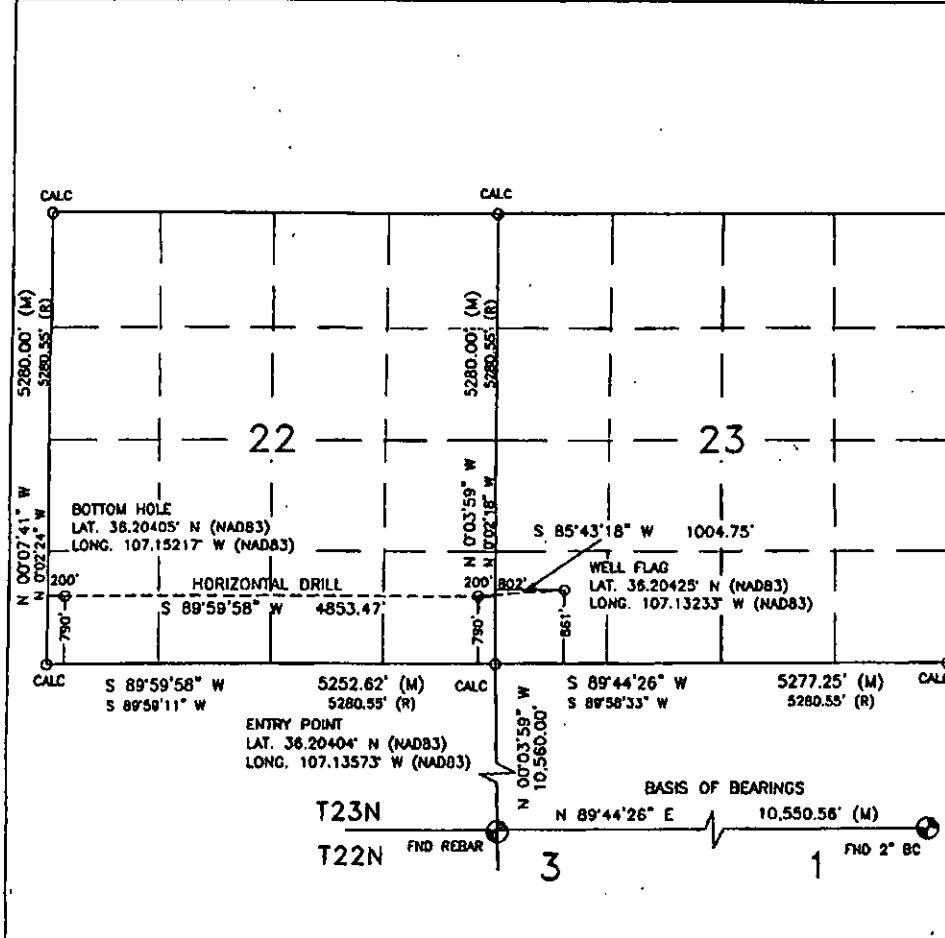 CALC
CALC
5280.00' (M)
5280.55' (R)
5280.00' (M)
5280.55' (R)
22
23
N 00°07'41" W
N 0°02'24" W
N 0°03'59" W
N 0°02'18" W
BOTTOM HOLE
LAT. 36.20405° N (NAD83)
LONG. 107.15217° W (NAD83)
S 85°43'18" W 1004.75'
WELL FLAG
LAT. 36.20425° N (NAD83)
LONG. 107.13233° W (NAD83)
200'
HORIZONTAL DRILL
200' 802'
S 89°59'58" W 4853.47'
790'
790'
861'
CALC
S 89°59'58" W 5252.62' (M)
S 89°59'11" W 5280.55' (R)
CALC
S 89°44'26" W 5277.25' (M)
S 89°58'33" W 5280.55' (R)
CALC
ENTRY POINT
LAT. 36.20404° N (NAD83)
LONG. 107.13573° W (NAD83)
N 00°03'59" W
10,560.00'
BASIS OF BEARINGS
N 89°44'26" E 10,550.56' (M)
T23N
T22N
FND REBAR
3
1
FND 2" BC